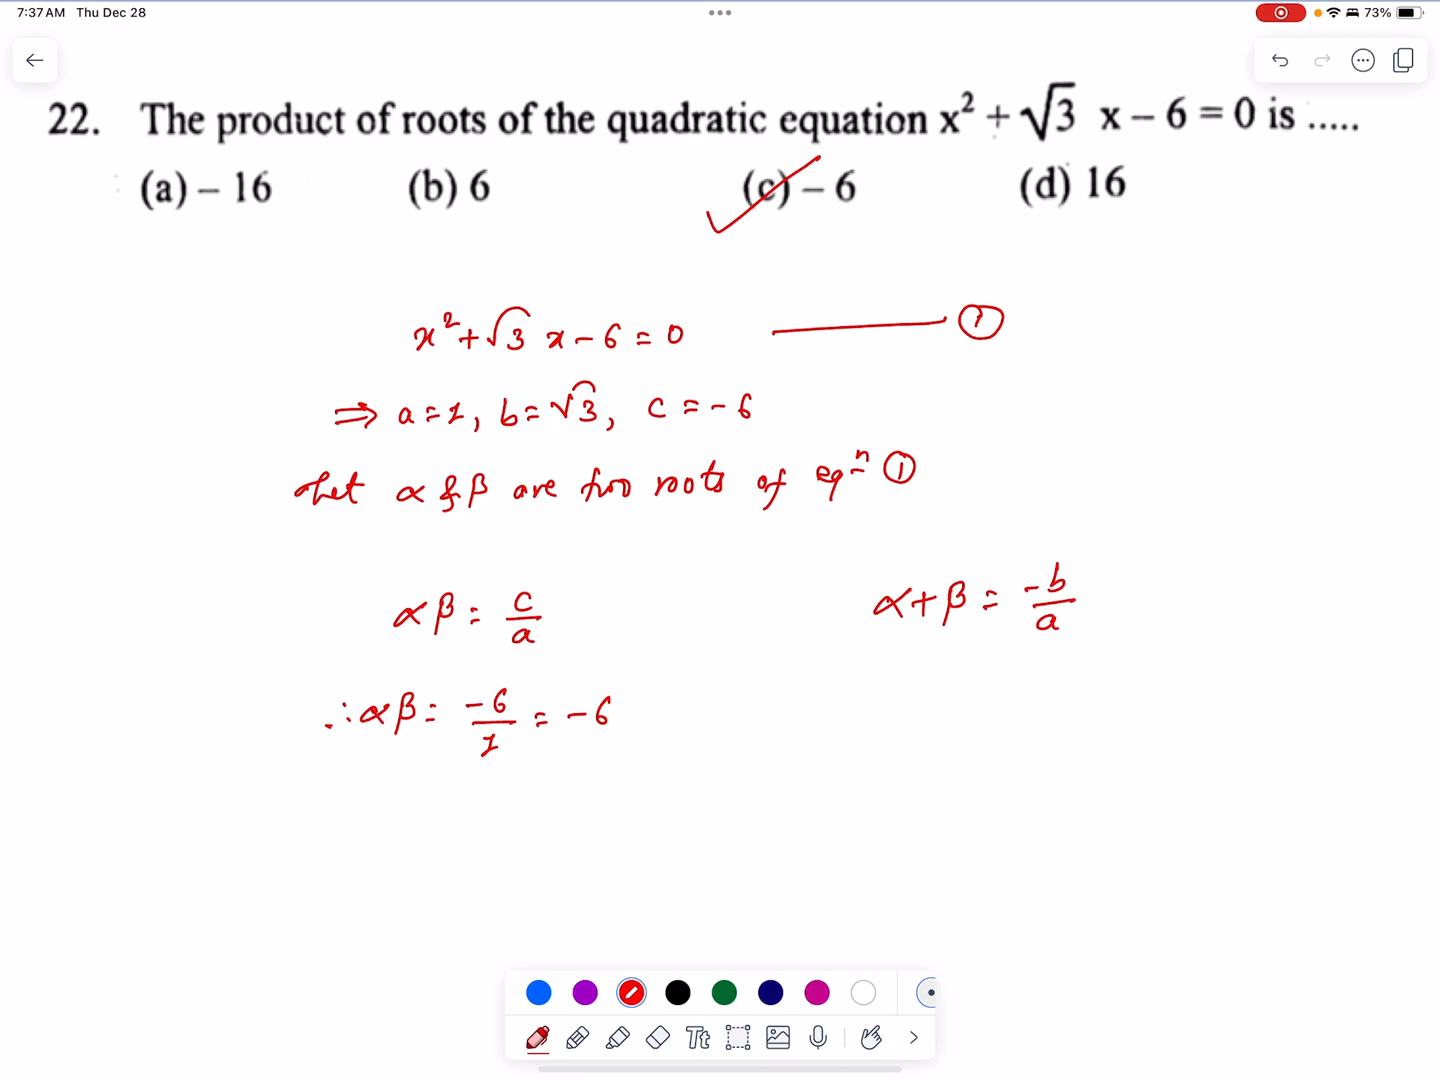 7:37 AM Thu Dec 28
73%
22. The product of roots of the quadratic equation x² + √3 x – 6 = 0 is .....
(a) – 16 (b) 6 (c) – 6 (d) 16
x² + √3 x – 6 = 0 ——— ①
⇒ a = 1, b = √3, c = – 6
Let α & β are two roots of eqⁿ ①
αβ = c/a α + β = -b/a
∴ αβ = -6/1 = -6
Tt